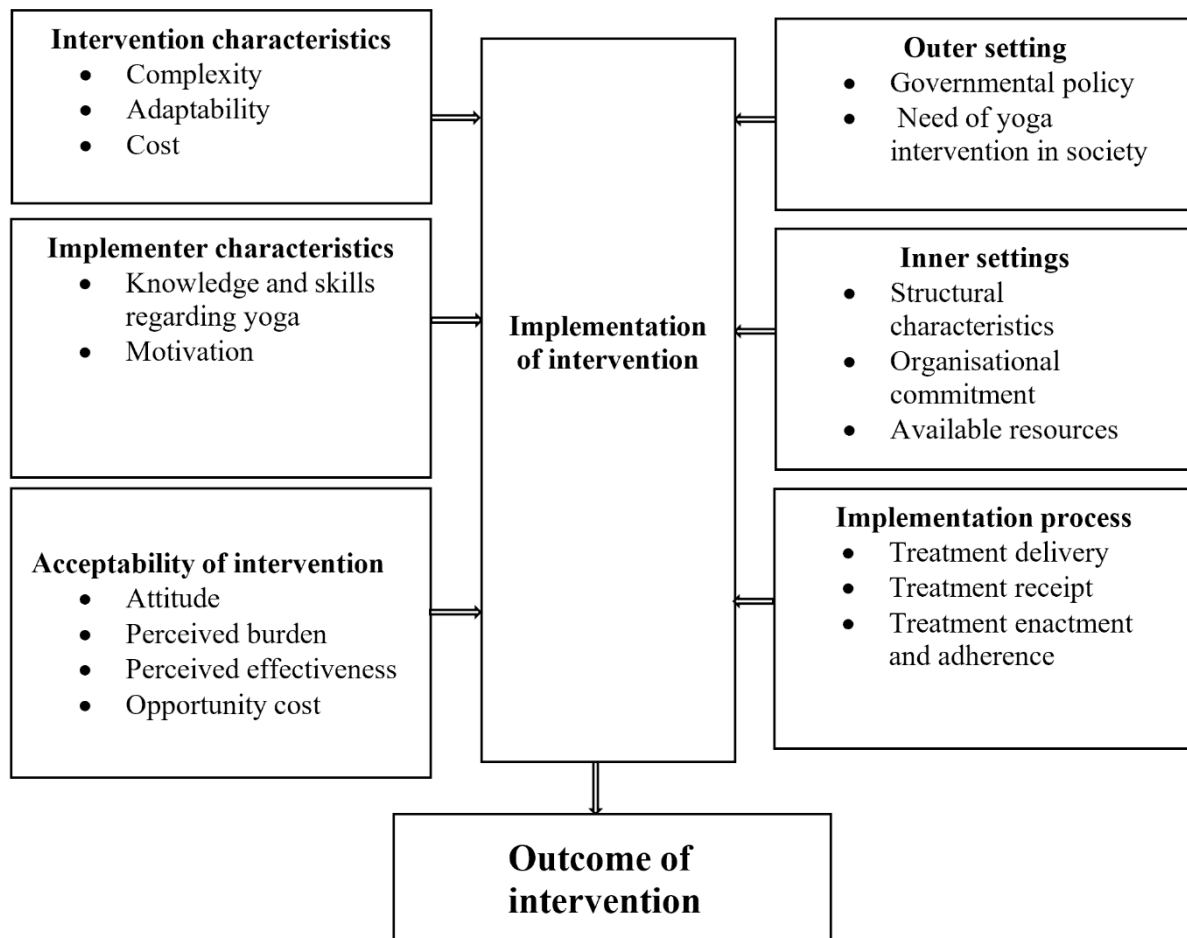 Intervention characteristics
• Complexity
• Adaptability
• Cost
Implementer characteristics
• Knowledge and skills
regarding yoga
• Motivation
Acceptability of intervention
• Attitude
• Perceived burden
• Perceived effectiveness
• Opportunity cost
Implementation
of intervention
Outer setting
• Governmental policy
• Need of yoga
intervention in society
Inner settings
• Structural
characteristics
• Organisational
commitment
• Available resources
Implementation process
• Treatment delivery
• Treatment receipt
• Treatment enactment
and adherence
Outcome of
intervention